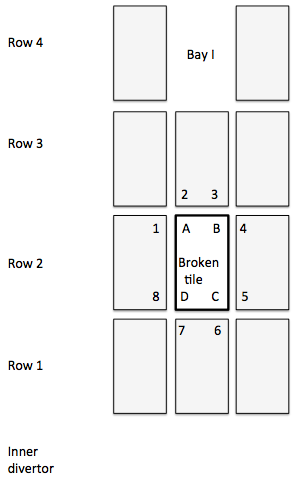 Row 4
Bay I
Row 3
2 3
1 A B 4
Row 2
Broken
tile
8 D C 5
7 6
Row 1
Inner
divertor